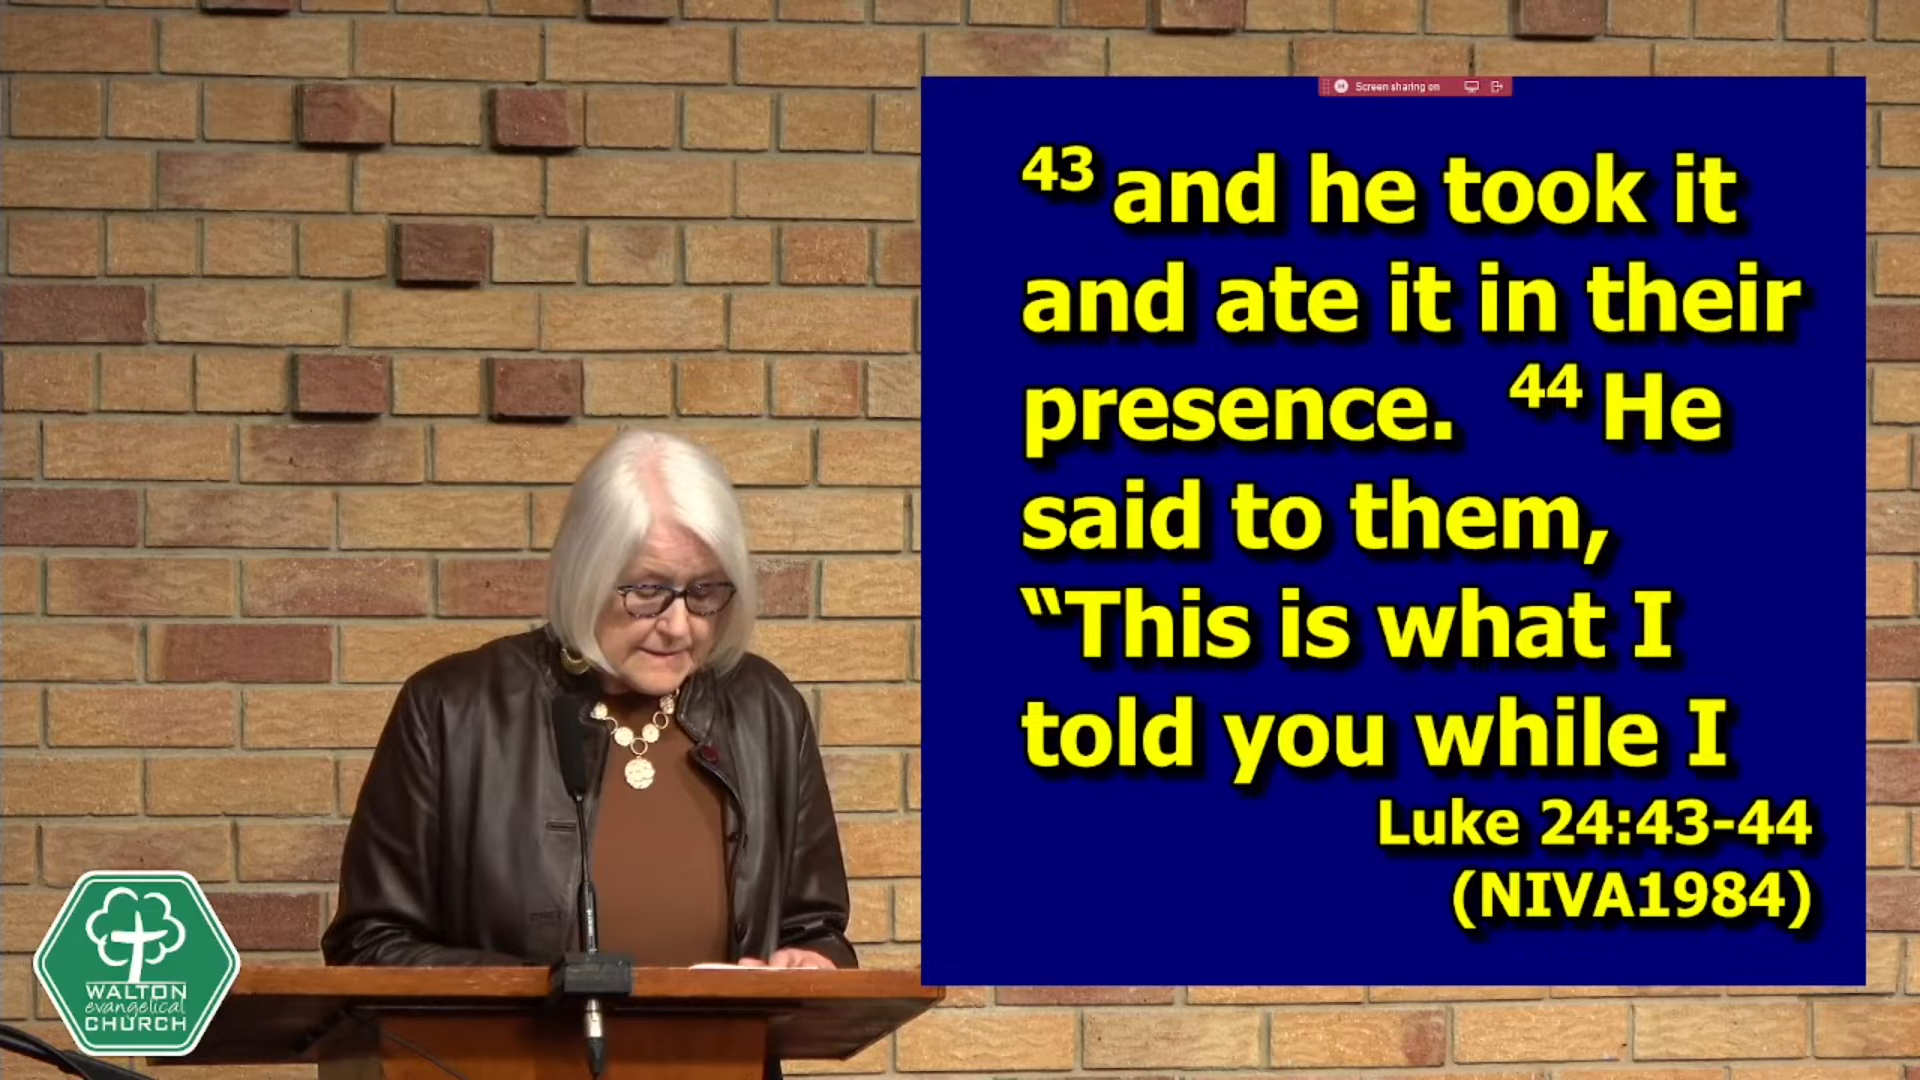 Screen sharing on
43 and he took it
and ate it in their
presence. 44 He
said to them,
“This is what I
told you while I
Luke 24:43-44
(NIVA1984)
WALTON
evangelical
CHURCH